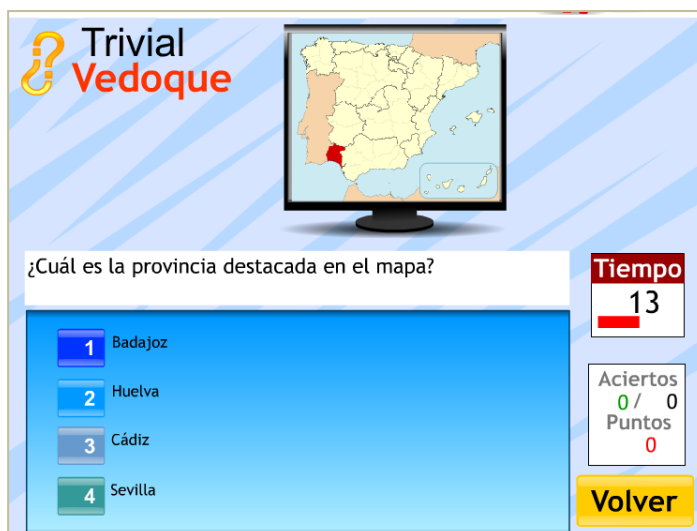 Trivial
Vedoque
¿Cuál es la provincia destacada en el mapa?
Tiempo
13
1 Badajoz
2 Huelva
3 Cádiz
4 Sevilla
Aciertos
0 / 0
Puntos
0
Volver